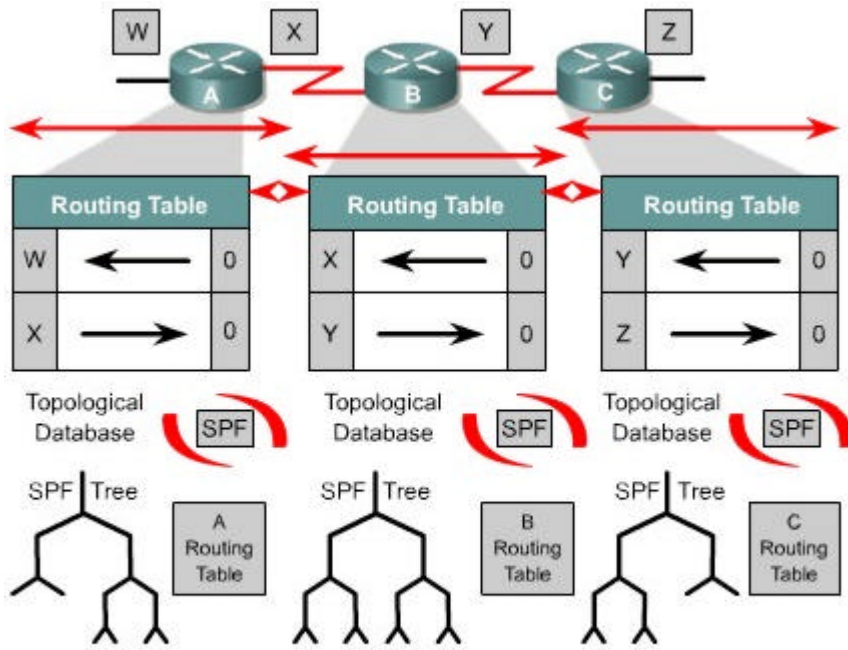 W
X
Y
Z
A
B
C
Routing Table
Routing Table
Routing Table
W 0
X 0
X 0
Y 0
Y 0
Z 0
Topological
Database
SPF
Topological
Database
SPF
Topological
Database
SPF
SPF Tree
A
Routing
Table
SPF Tree
B
Routing
Table
SPF Tree
C
Routing
Table